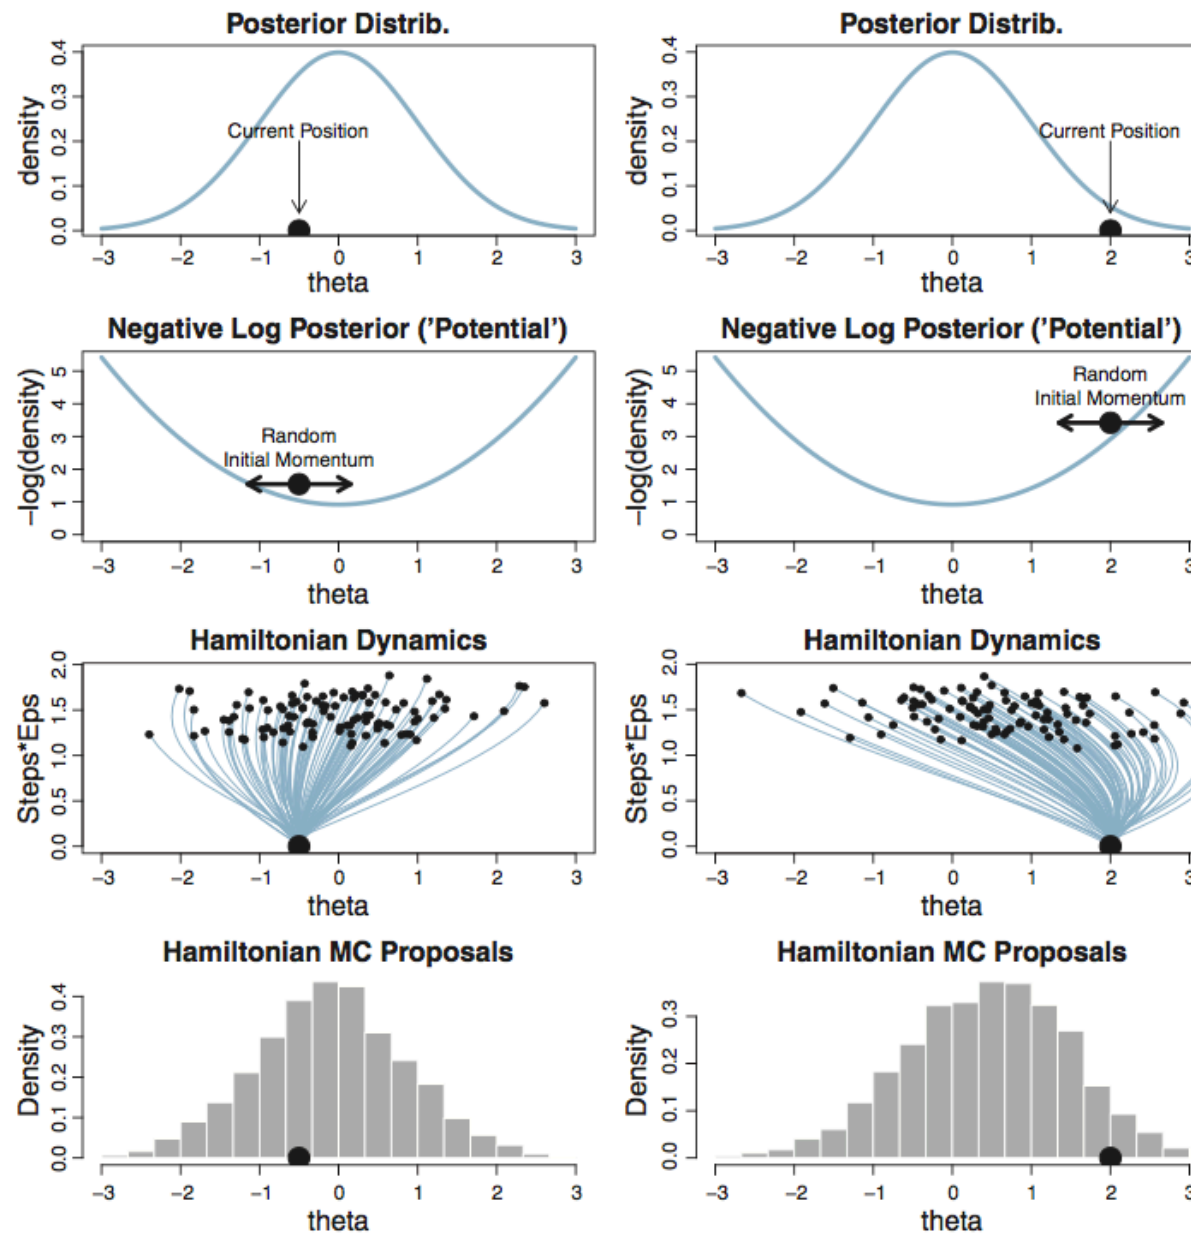 Posterior Distrib.
density
0.0 0.1 0.2 0.3 0.4
Current Position
−3 −2 −1 0 1 2 3
theta
Posterior Distrib.
density
0.0 0.1 0.2 0.3 0.4
Current Position
−3 −2 −1 0 1 2 3
theta
Negative Log Posterior ('Potential')
−log(density)
0 1 2 3 4 5
Random
Initial Momentum
−3 −2 −1 0 1 2 3
theta
Negative Log Posterior ('Potential')
−log(density)
0 1 2 3 4 5
Random
Initial Momentum
−3 −2 −1 0 1 2 3
theta
Hamiltonian Dynamics
Steps*Eps
0.0 0.5 1.0 1.5 2.0
−3 −2 −1 0 1 2 3
theta
Hamiltonian Dynamics
Steps*Eps
0.0 0.5 1.0 1.5 2.0
−3 −2 −1 0 1 2 3
theta
Hamiltonian MC Proposals
Density
0.0 0.1 0.2 0.3 0.4
−3 −2 −1 0 1 2 3
theta
Hamiltonian MC Proposals
Density
0.0 0.1 0.2 0.3
−3 −2 −1 0 1 2 3
theta